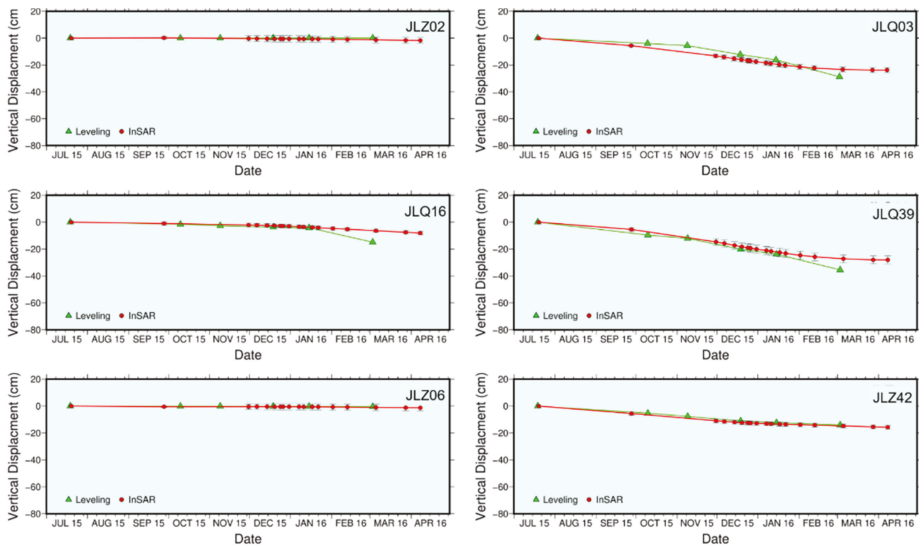 JLZ02
20
0
−20
−40
−60
−80
Vertical Displacment (cm)
Leveling InSAR
JUL 15 AUG 15 SEP 15 OCT 15 NOV 15 DEC 15 JAN 16 FEB 16 MAR 16 APR 16
Date
JLQ03
20
0
−20
−40
−60
−80
Vertical Displacment (cm)
Leveling InSAR
JUL 15 AUG 15 SEP 15 OCT 15 NOV 15 DEC 15 JAN 16 FEB 16 MAR 16 APR 16
Date
JLQ16
20
0
−20
−40
−60
−80
Vertical Displacment (cm)
Leveling InSAR
JUL 15 AUG 15 SEP 15 OCT 15 NOV 15 DEC 15 JAN 16 FEB 16 MAR 16 APR 16
Date
JLQ39
20
0
−20
−40
−60
−80
Vertical Displacment (cm)
Leveling InSAR
JUL 15 AUG 15 SEP 15 OCT 15 NOV 15 DEC 15 JAN 16 FEB 16 MAR 16 APR 16
Date
JLZ06
20
0
−20
−40
−60
−80
Vertical Displacment (cm)
Leveling InSAR
JUL 15 AUG 15 SEP 15 OCT 15 NOV 15 DEC 15 JAN 16 FEB 16 MAR 16 APR 16
Date
JLZ42
20
0
−20
−40
−60
−80
Vertical Displacment (cm)
Leveling InSAR
JUL 15 AUG 15 SEP 15 OCT 15 NOV 15 DEC 15 JAN 16 FEB 16 MAR 16 APR 16
Date